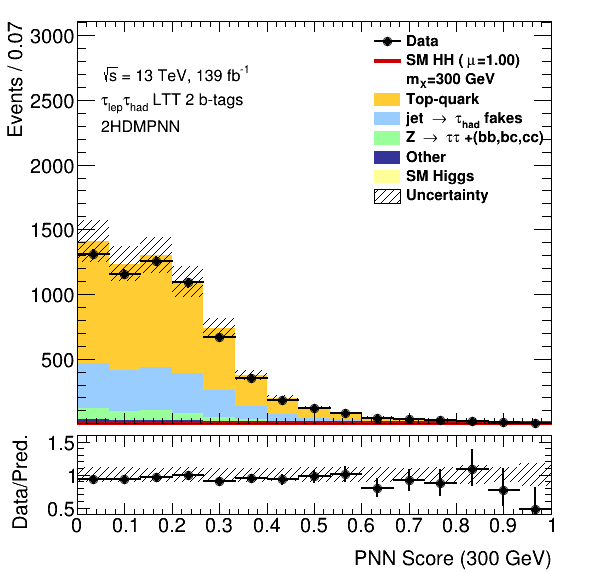 Events / 0.07
3000
2500
2000
1500
1000
500
√s = 13 TeV, 139 fb⁻¹
τlepτhad LTT 2 b-tags
2HDMPNN
Data
SM HH ( μ=1.00)
mX=300 GeV
Top-quark
jet → τhad fakes
Z → ττ +(bb,bc,cc)
Other
SM Higgs
Uncertainty
Data/Pred.
1.5
1
0.5
0 0.1 0.2 0.3 0.4 0.5 0.6 0.7 0.8 0.9 1
PNN Score (300 GeV)